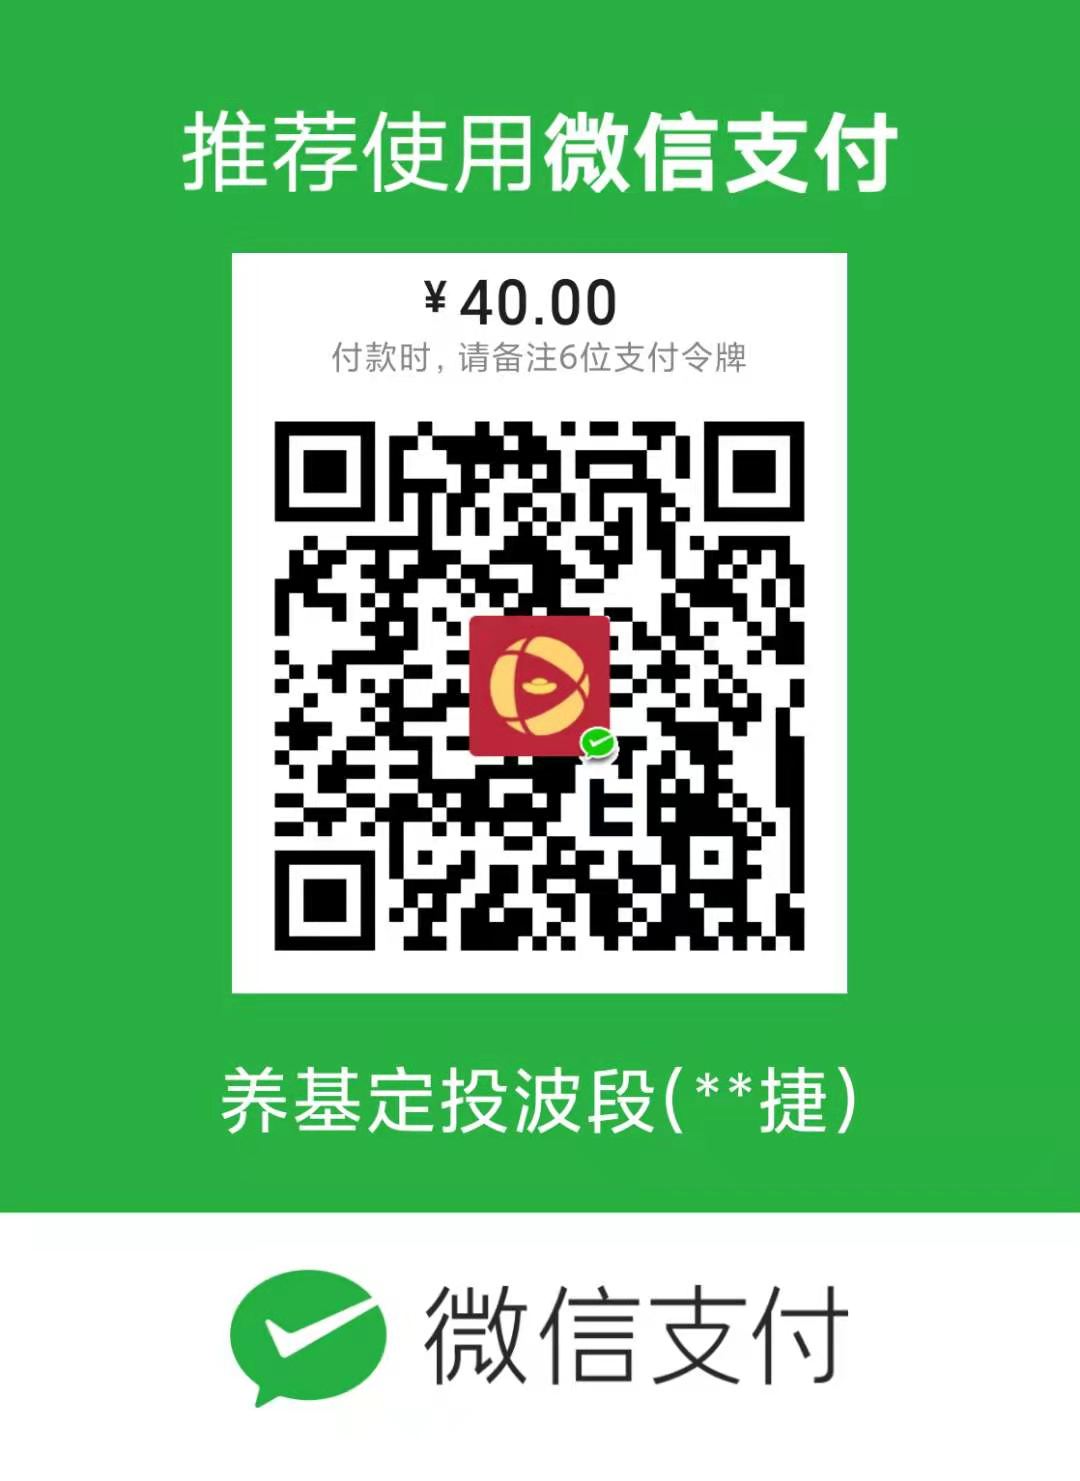 推荐使用微信支付
¥40.00
付款时, 请备注6位支付令牌
养基定投波段(**捷)
微信支付